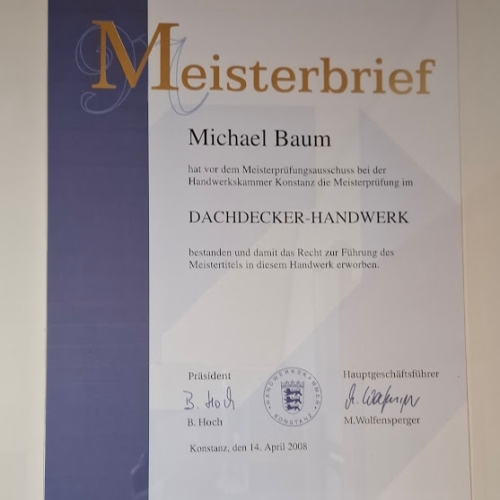 Meisterbrief
Michael Baum
hat vor dem Meisterprüfungsausschuss bei der
Handwerkskammer Konstanz die Meisterprüfung im
DACHDECKER-HANDWERK
bestanden und damit das Recht zur Führung des
Meistertitels in diesem Handwerk erworben.
Präsident
Hauptgeschäftsführer
HANDWERKSKAMMER
KONSTANZ
B. Hoch
B. Hoch
M.Wolfensperger
Konstanz, den 14. April 2008